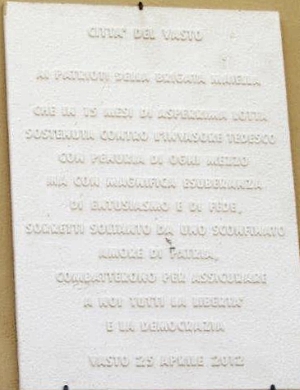 CITTA' DEL VASTO
AI PATRIOTI DELLA BRIGATA MAIELLA
CHE IN 15 MESI DI ASPERRIMA LOTTA
SOSTENUTA CONTRO L'INVASORE TEDESCO
CON PENURIA DI OGNI MEZZO
MA CON MAGNIFICA ESUBERANZA
DI ENTUSIASMO E DI FEDE,
SORRETTI SOLTANTO DA UNO SCONFINATO
AMORE DI PATRIA,
COMBATTERONO PER ASSICURARE
A NOI TUTTI LA LIBERTA'
E LA DEMOCRAZIA
VASTO 25 APRILE 2012